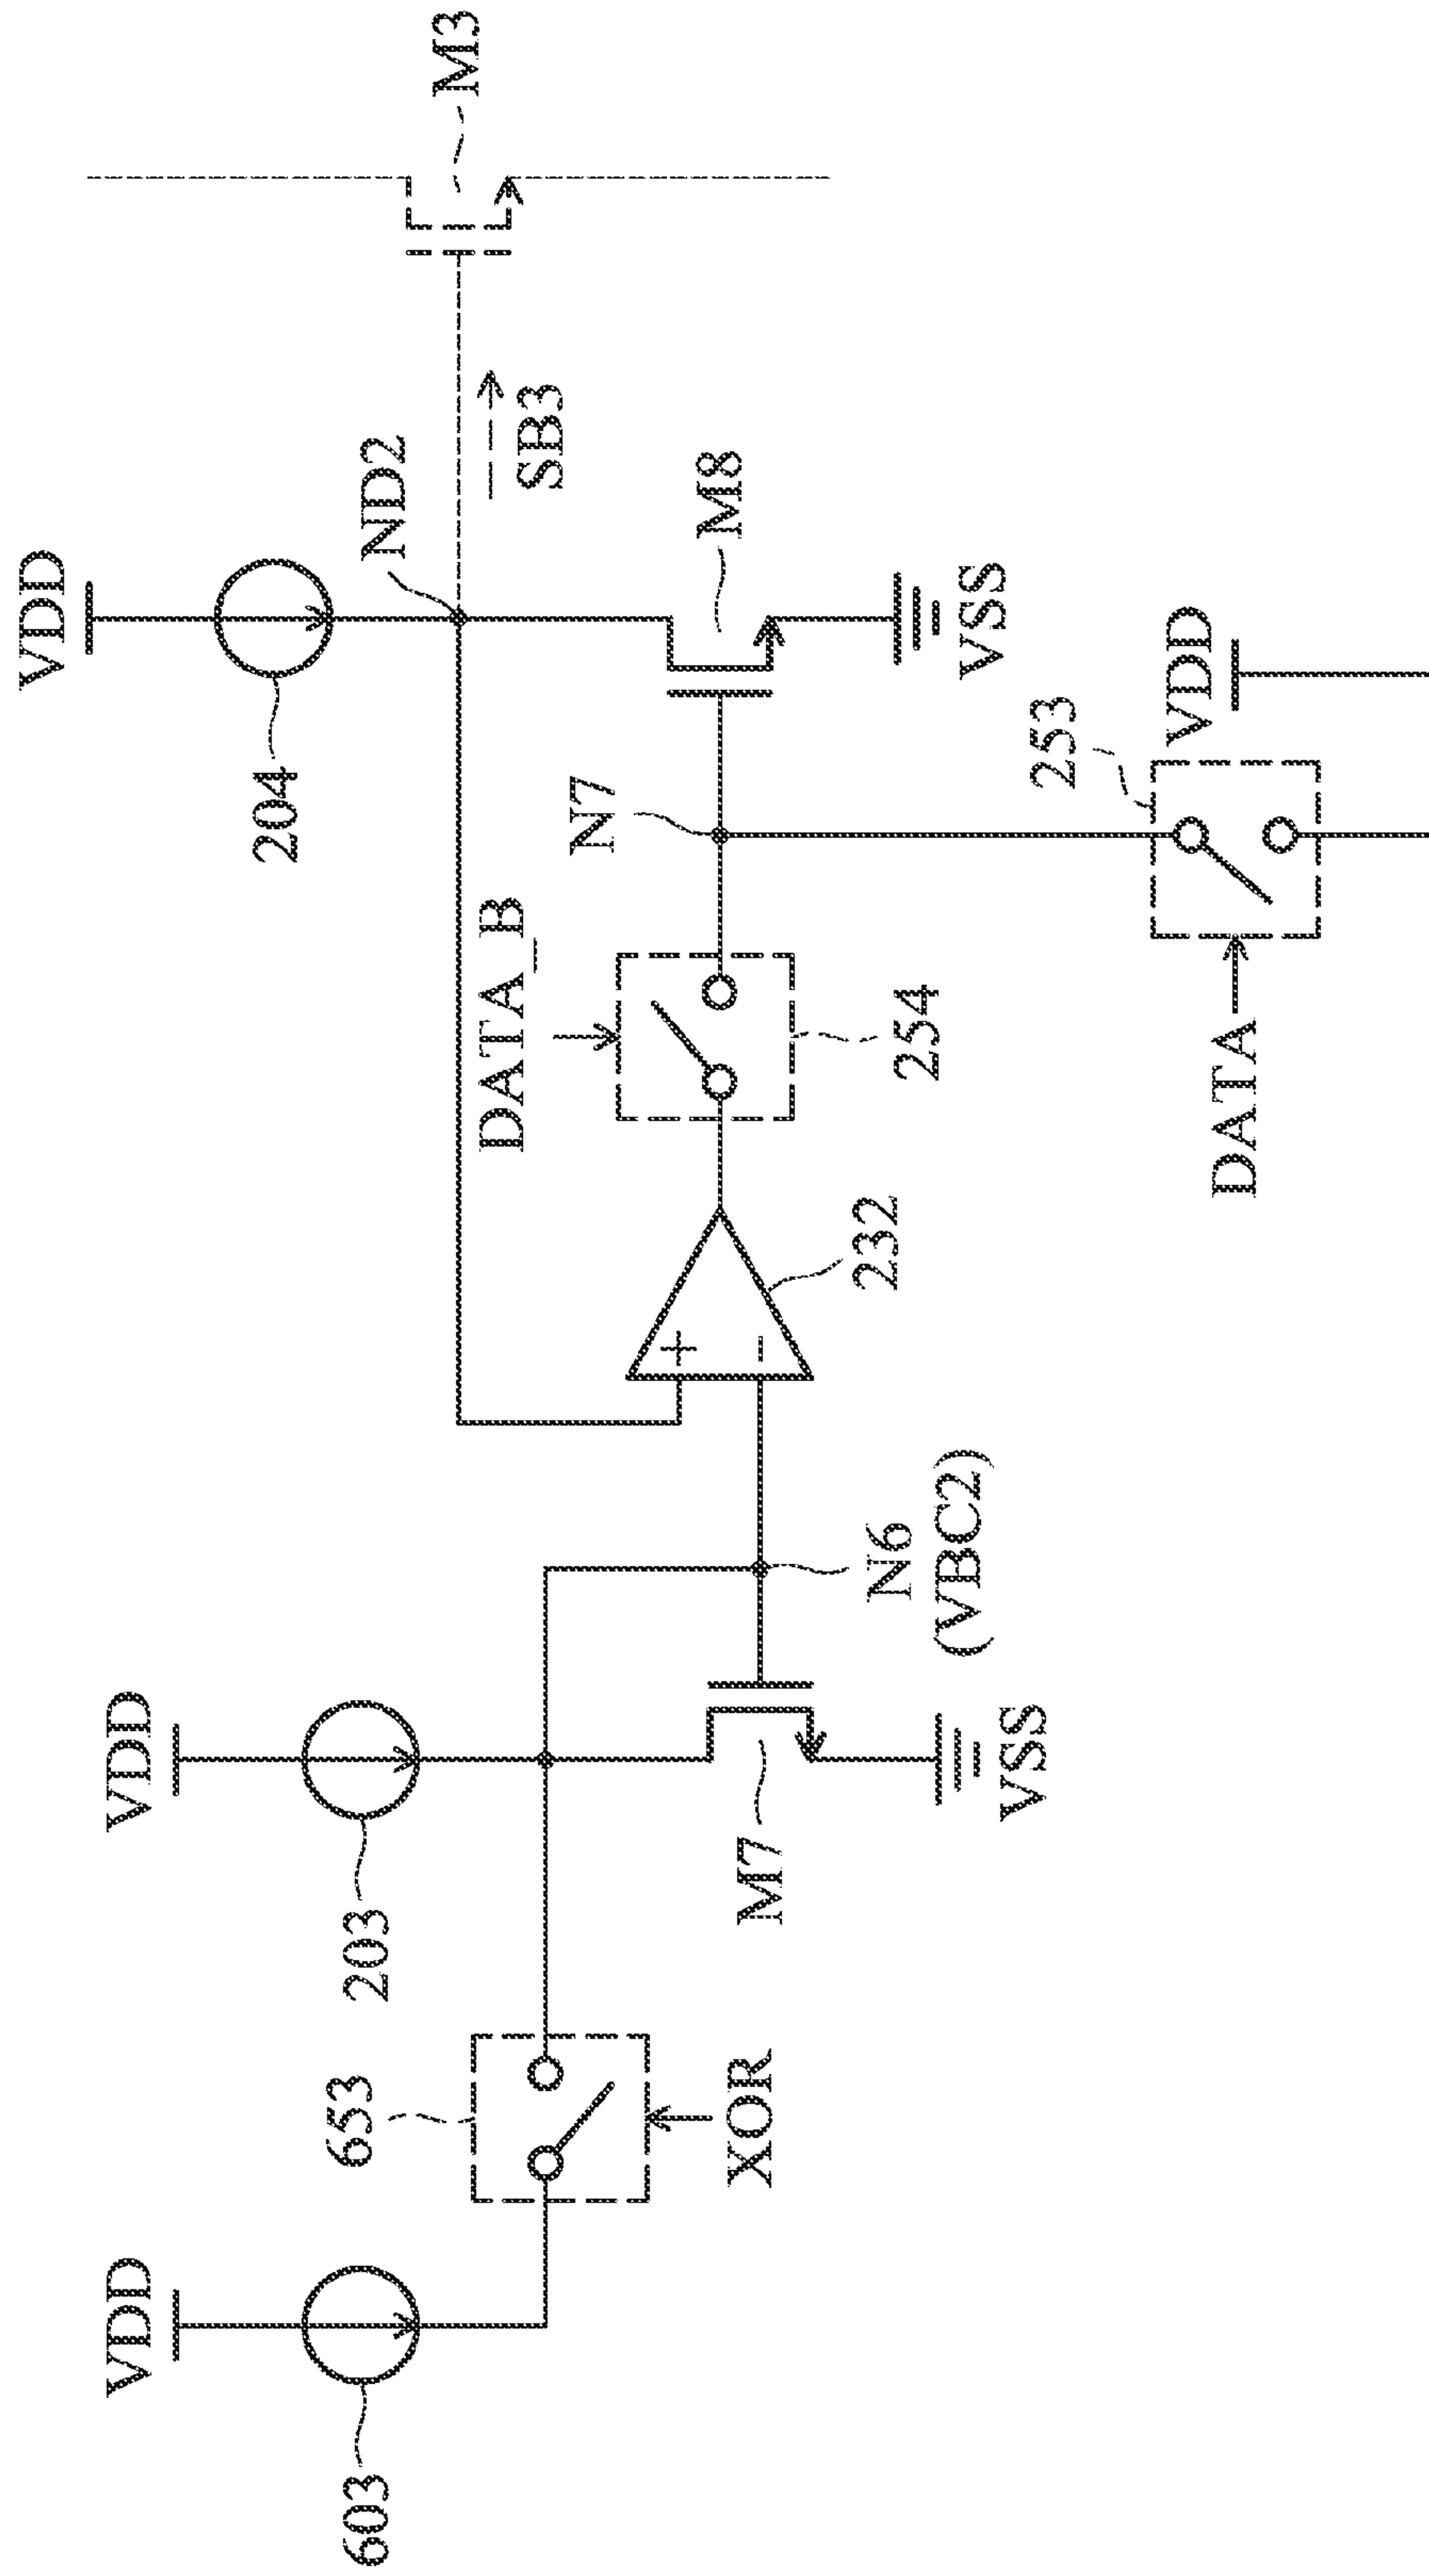 VDD
603
653
XOR
VDD
203
M7
VSS
N6
(VBC2)
232
DATA_B
254
N7
VDD
204
ND2
SB3
M3
M8
VSS
253
VDD
DATA